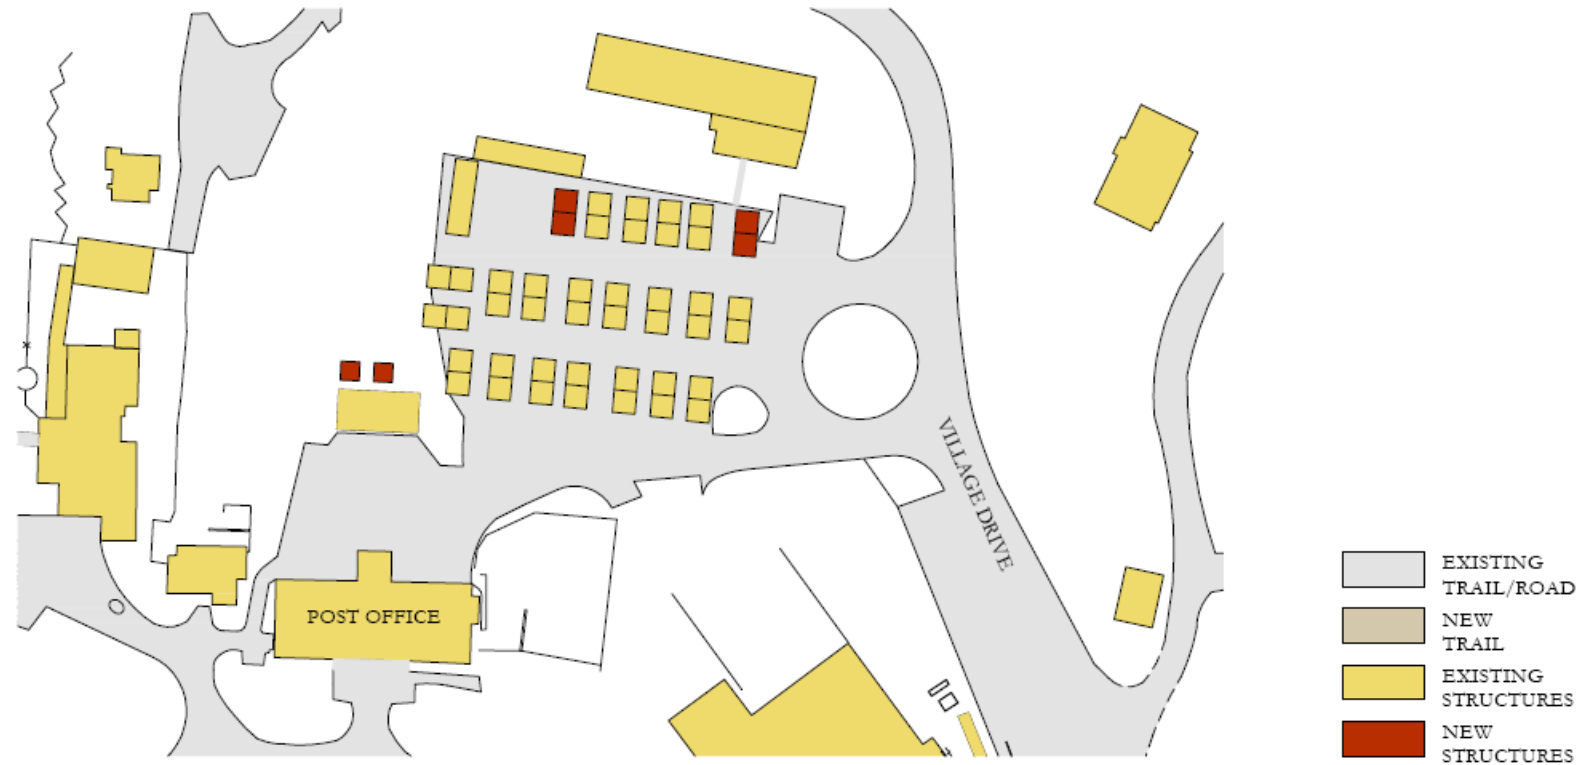 VILLAGE DRIVE
POST OFFICE
EXISTING
TRAIL/ROAD
NEW
TRAIL
EXISTING
STRUCTURES
NEW
STRUCTURES